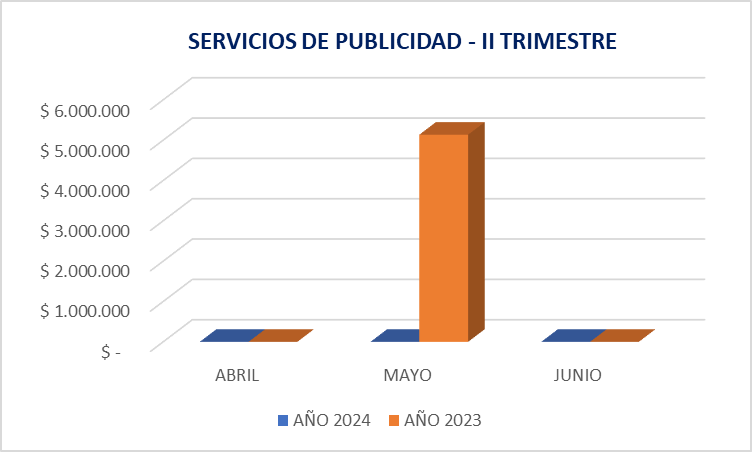 SERVICIOS DE PUBLICIDAD - II TRIMESTRE
$ 6.000.000
$ 5.000.000
$ 4.000.000
$ 3.000.000
$ 2.000.000
$ 1.000.000
$ -
ABRIL MAYO JUNIO
AÑO 2024 AÑO 2023